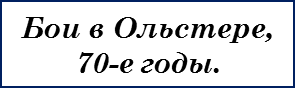 Бои в Ольстере,
70-е годы.